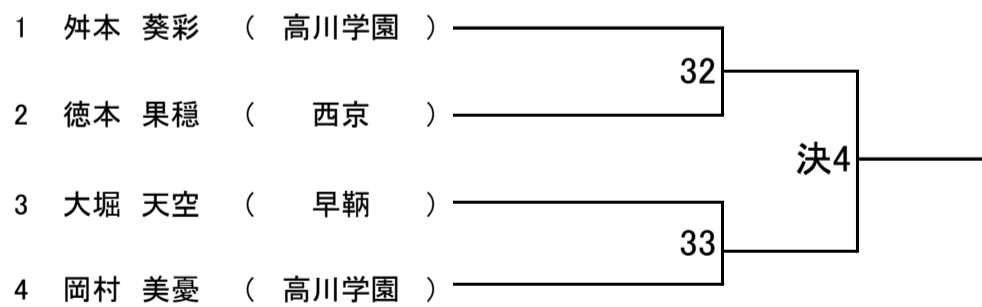 1 舛本 葵彩 ( 高川学園 )
32
2 徳本 果穏 ( 西京 )
決4
3 大堀 天空 ( 早鞆 )
33
4 岡村 美憂 ( 高川学園 )